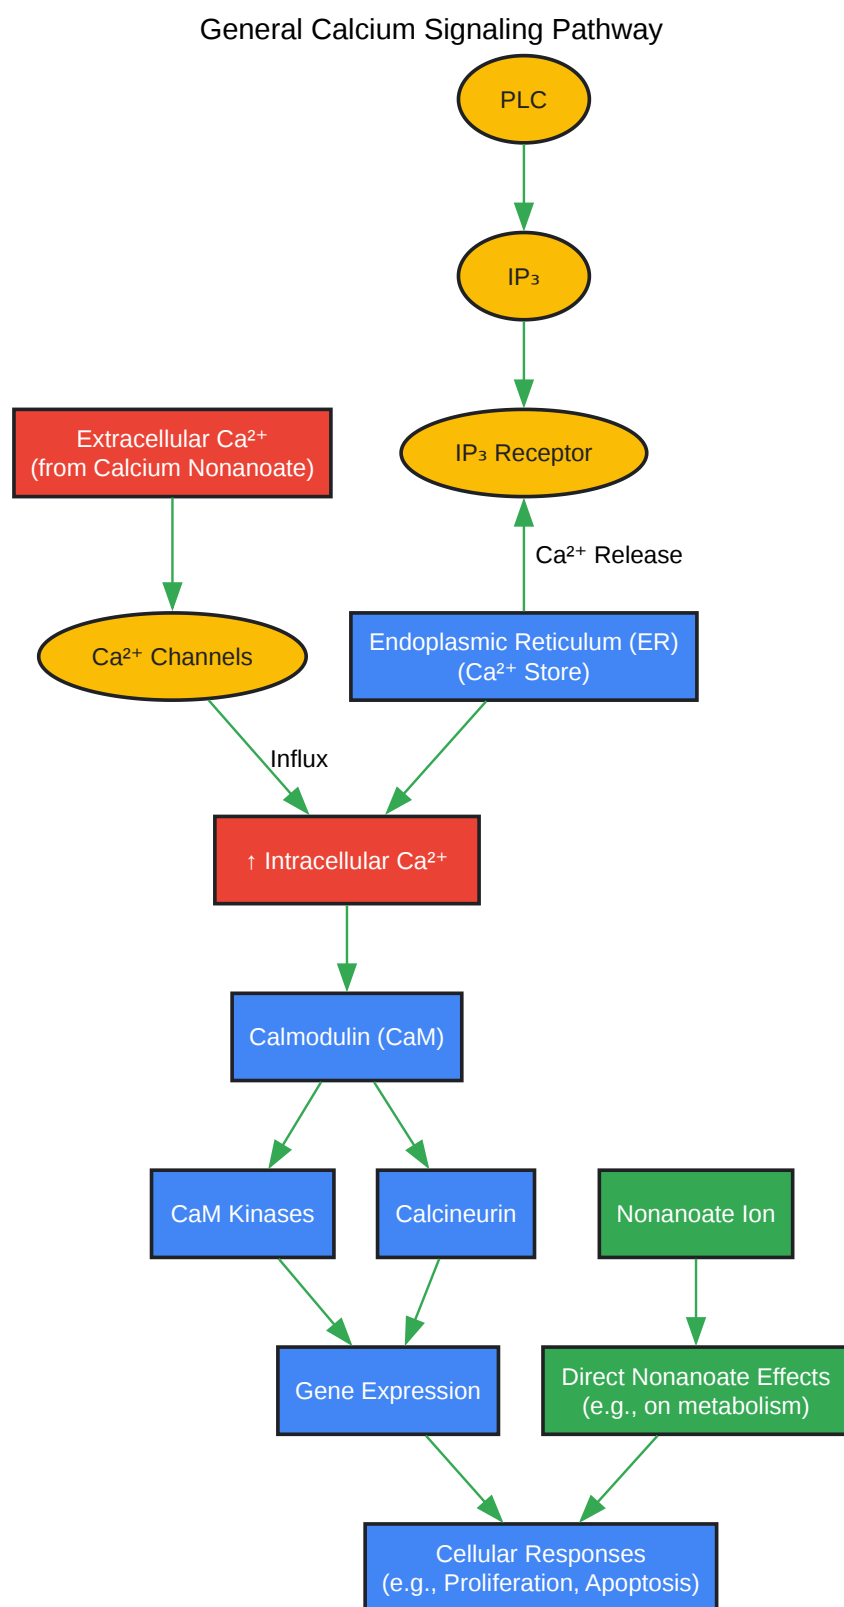 General Calcium Signaling Pathway
PLC
IP₃
Extracellular Ca²⁺
(from Calcium Nonanoate)
IP₃ Receptor
Ca²⁺ Release
Ca²⁺ Channels
Endoplasmic Reticulum (ER)
(Ca²⁺ Store)
Influx
↑ Intracellular Ca²⁺
Calmodulin (CaM)
CaM Kinases
Calcineurin
Nonanoate Ion
Gene Expression
Direct Nonanoate Effects
(e.g., on metabolism)
Cellular Responses
(e.g., Proliferation, Apoptosis)